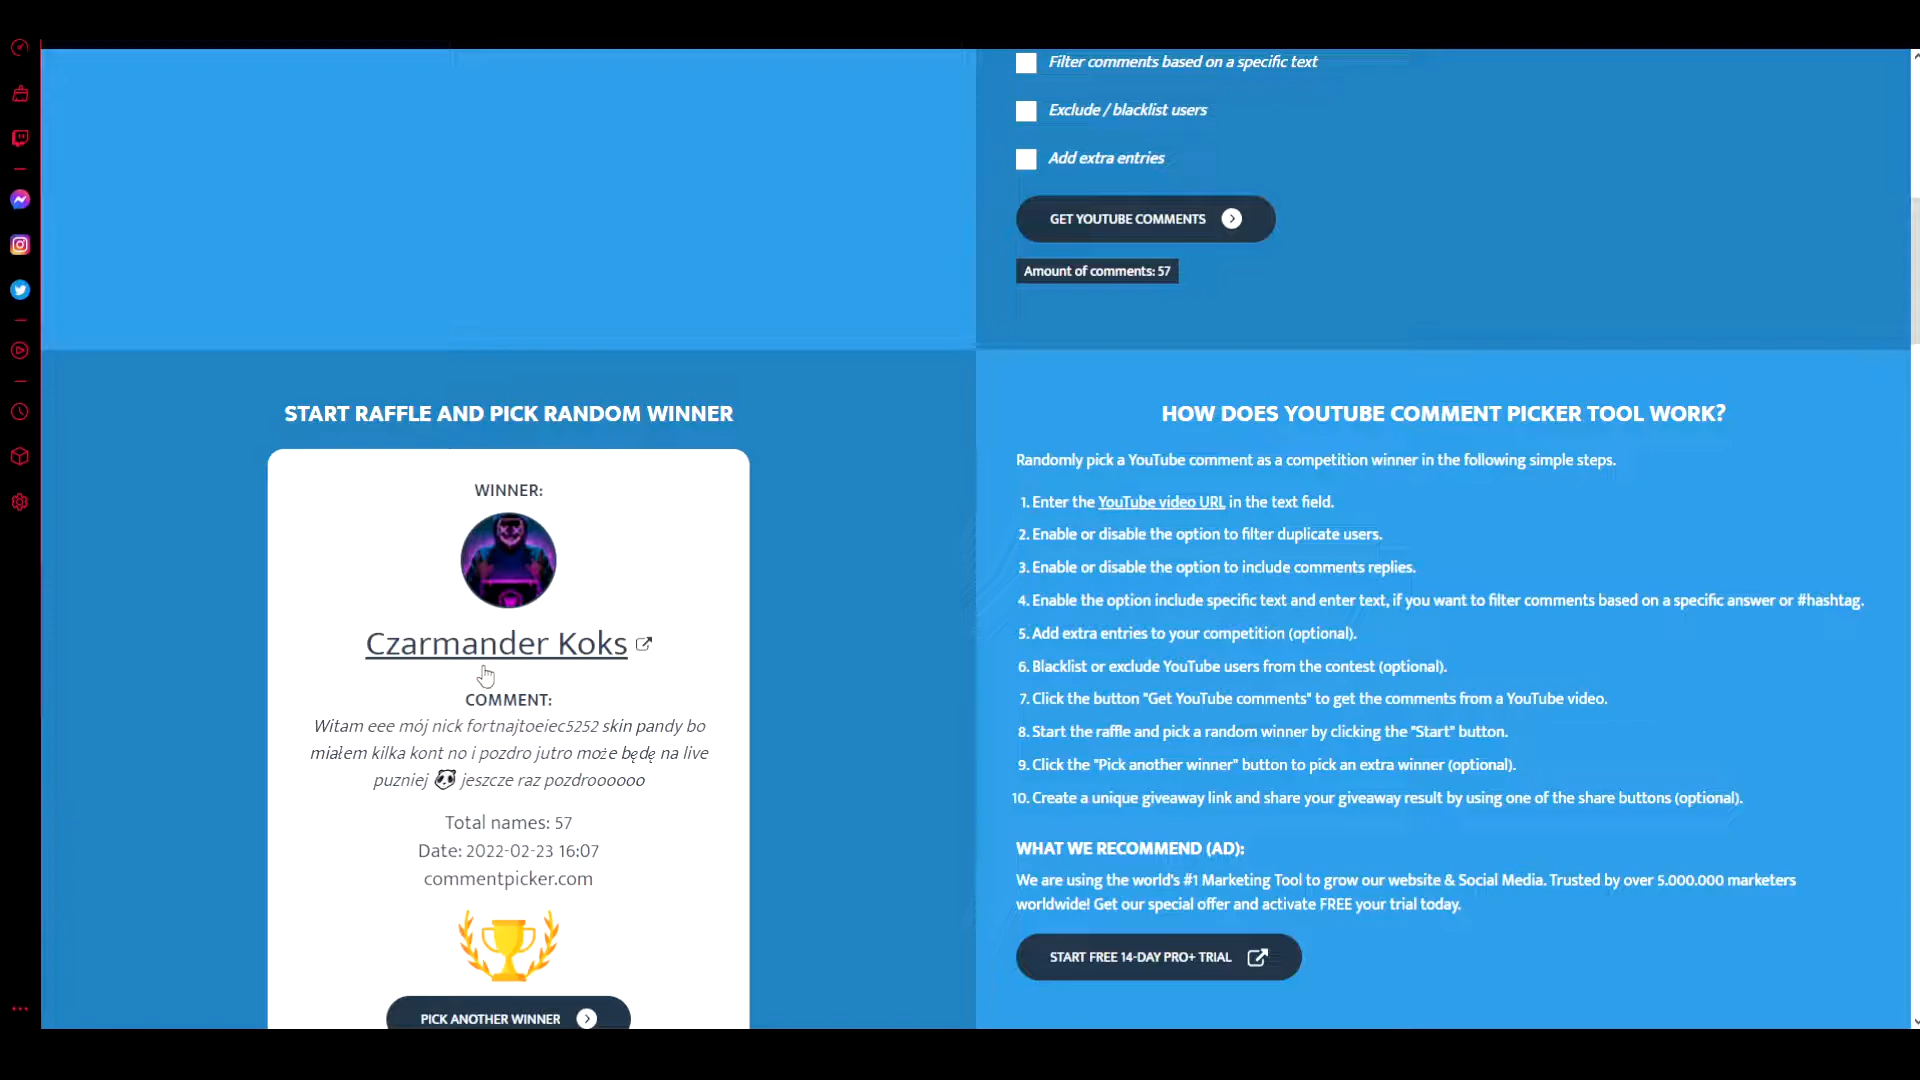 Filter comments based on a specific text
Exclude / blacklist users
Add extra entries
GET YOUTUBE COMMENTS
Amount of comments: 57
START RAFFLE AND PICK RANDOM WINNER
WINNER:
Czarmander Koks
COMMENT:
Witam eee mój nick fortnajtoeiec5252 skin pandy bo
miałem kilka kont no i pozdro jutro może będę na live
puzniej 🐼 jeszcze raz pozdroooooo
Total names: 57
Date: 2022-02-23 16:07
commentpicker.com
PICK ANOTHER WINNER
HOW DOES YOUTUBE COMMENT PICKER TOOL WORK?
Randomly pick a YouTube comment as a competition winner in the following simple steps.
1. Enter the YouTube video URL in the text field.
2. Enable or disable the option to filter duplicate users.
3. Enable or disable the option to include comments replies.
4. Enable the option include specific text and enter text, if you want to filter comments based on a specific answer or #hashtag.
5. Add extra entries to your competition (optional).
6. Blacklist or exclude YouTube users from the contest (optional).
7. Click the button "Get YouTube comments" to get the comments from a YouTube video.
8. Start the raffle and pick a random winner by clicking the "Start" button.
9. Click the "Pick another winner" button to pick an extra winner (optional).
10. Create a unique giveaway link and share your giveaway result by using one of the share buttons (optional).
WHAT WE RECOMMEND (AD):
We are using the world's #1 Marketing Tool to grow our website & Social Media. Trusted by over 5.000.000 marketers
worldwide! Get our special offer and activate FREE your trial today.
START FREE 14-DAY PRO+ TRIAL